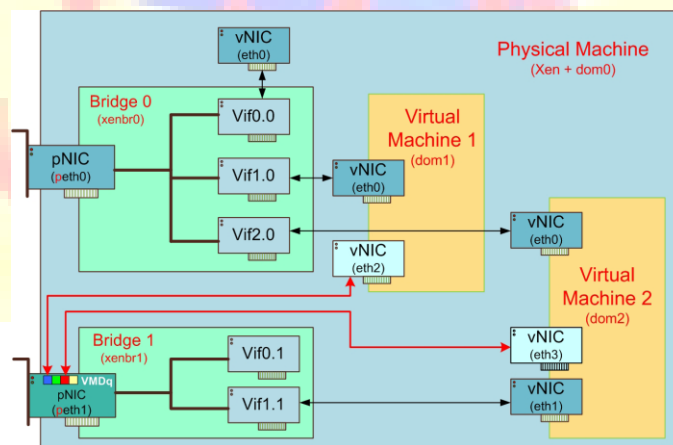 vNIC
(eth0)
Physical Machine
(Xen + dom0)
Bridge 0
(xenbr0)
Vif0.0
pNIC
(peth0)
Vif1.0
Vif2.0
Virtual
Machine 1
(dom1)
vNIC
(eth0)
vNIC
(eth2)
vNIC
(eth0)
Virtual
Machine 2
(dom2)
vNIC
(eth3)
vNIC
(eth1)
Bridge 1
(xenbr1)
Vif0.1
Vif1.1
VMDq
pNIC
(peth1)